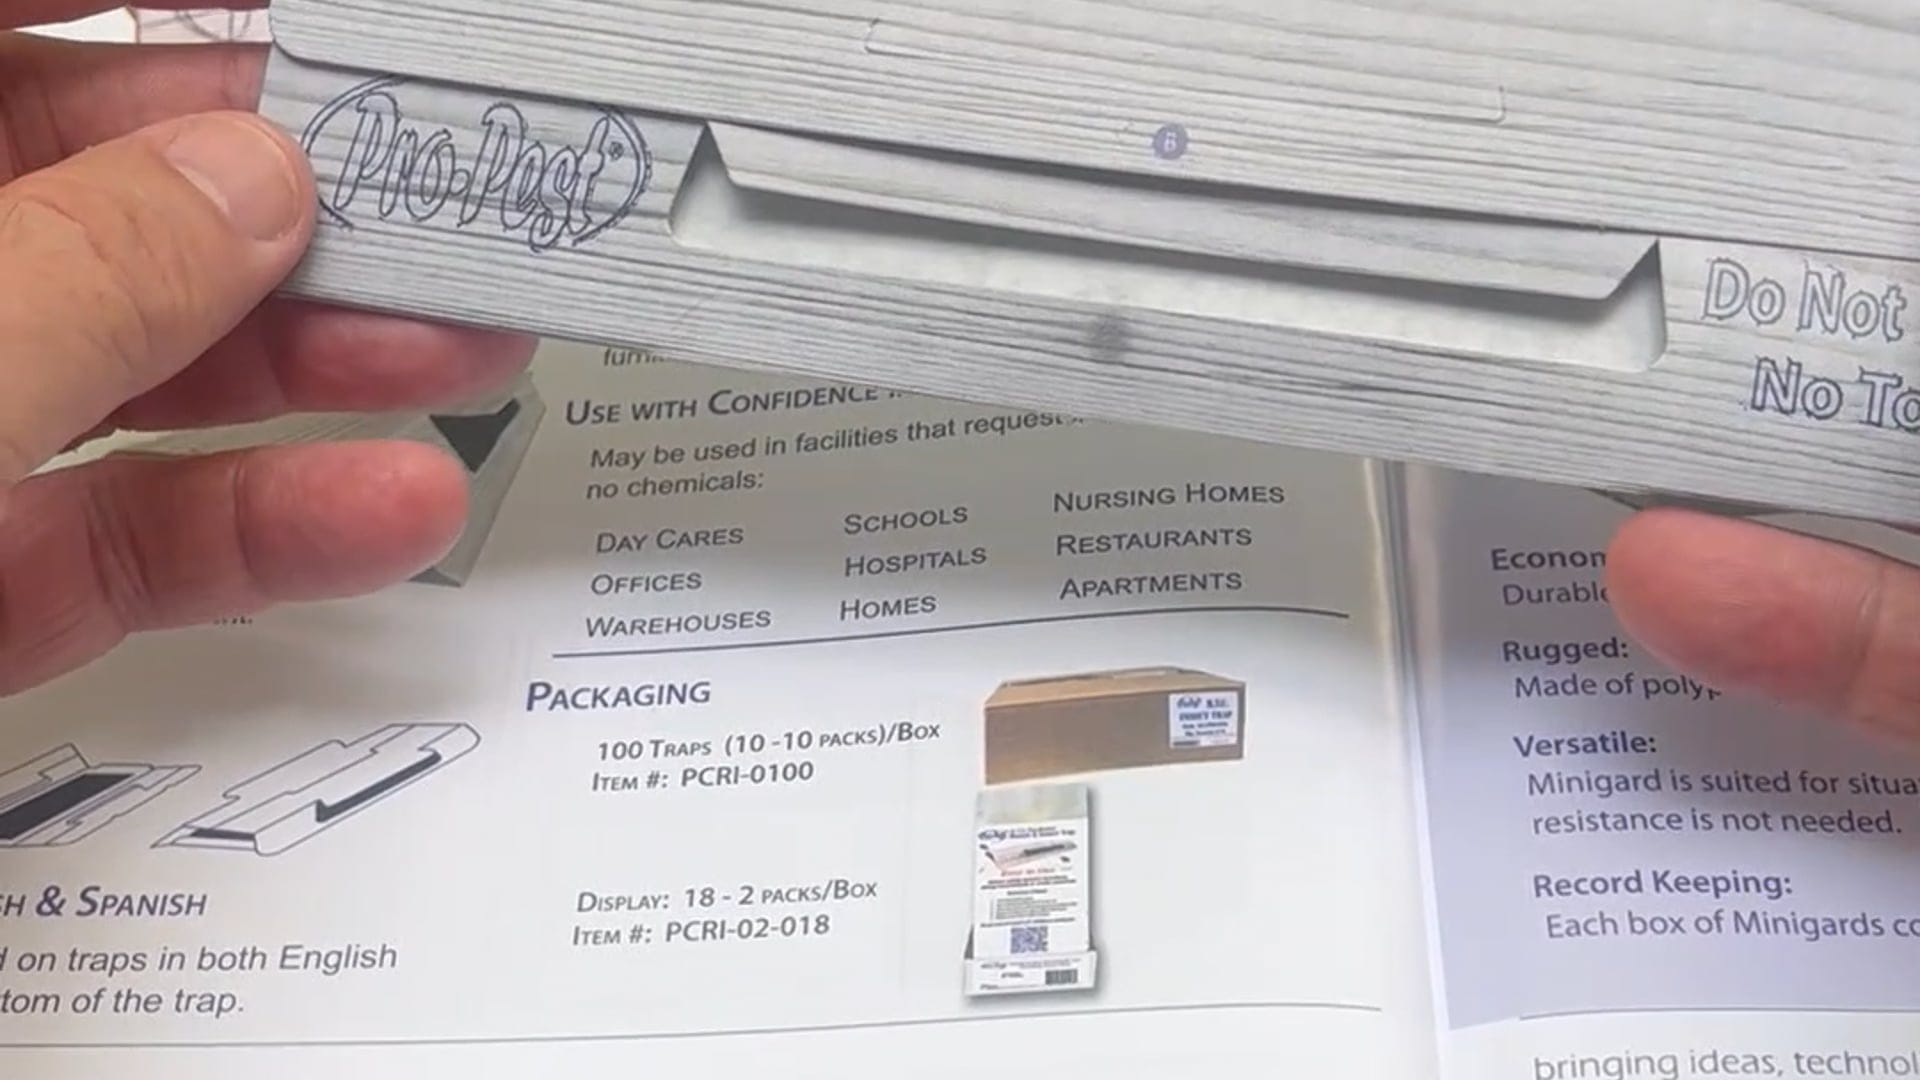 Pro-Pest®
B
Do Not
No To
USE WITH CONFIDENCE
May be used in facilities that request
no chemicals:
DAY CARES
SCHOOLS
NURSING HOMES
OFFICES
HOSPITALS
RESTAURANTS
WAREHOUSES
HOMES
APARTMENTS
PACKAGING
100 TRAPS (10 -10 PACKS)/BOX
ITEM #: PCRI-0100
DISPLAY: 18 - 2 PACKS/BOX
ITEM #: PCRI-02-018
H & SPANISH
on traps in both English
tom of the trap.
Econom
Durable
Rugged:
Made of polyp
Versatile:
Minigard is suited for situa
resistance is not needed.
Record Keeping:
Each box of Minigards co
bringing ideas, technol